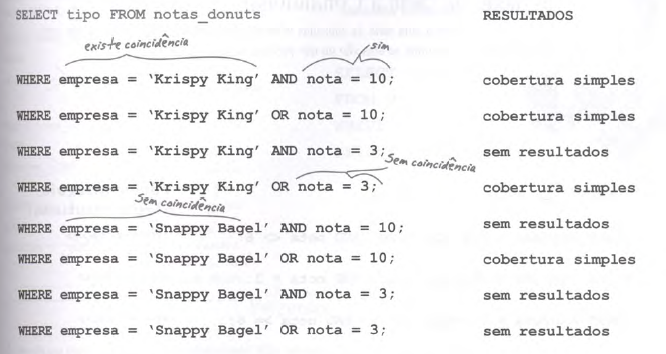 SELECT tipo FROM notas_donuts RESULTADOS
existe coincidência sim
WHERE empresa = ‘Krispy King’ AND nota = 10; cobertura simples
WHERE empresa = ‘Krispy King’ OR nota = 10; cobertura simples
WHERE empresa = ‘Krispy King’ AND nota = 3; sem resultados
Sem coincidência
WHERE empresa = ‘Krispy King’ OR nota = 3; cobertura simples
Sem coincidência
WHERE empresa = ‘Snappy Bagel’ AND nota = 10; sem resultados
WHERE empresa = ‘Snappy Bagel’ OR nota = 10; cobertura simples
WHERE empresa = ‘Snappy Bagel’ AND nota = 3; sem resultados
WHERE empresa = ‘Snappy Bagel’ OR nota = 3; sem resultados